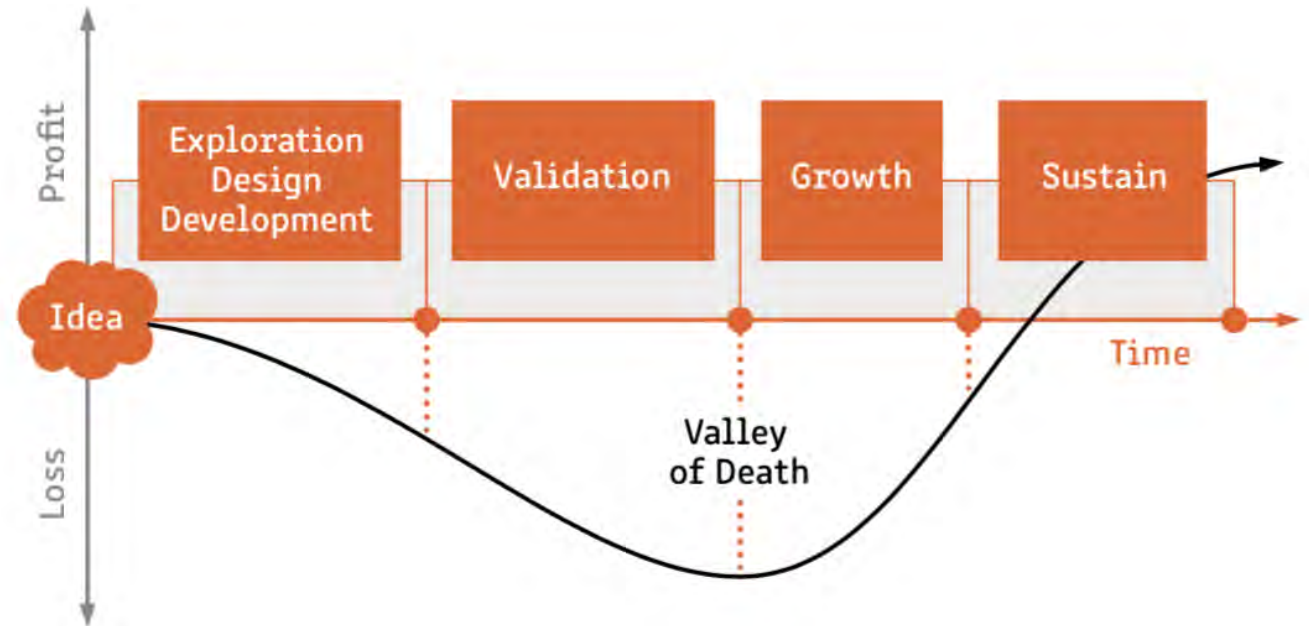 Profit
Exploration
Design
Development
Validation
Growth
Sustain
Idea
Time
Valley
of Death
Loss